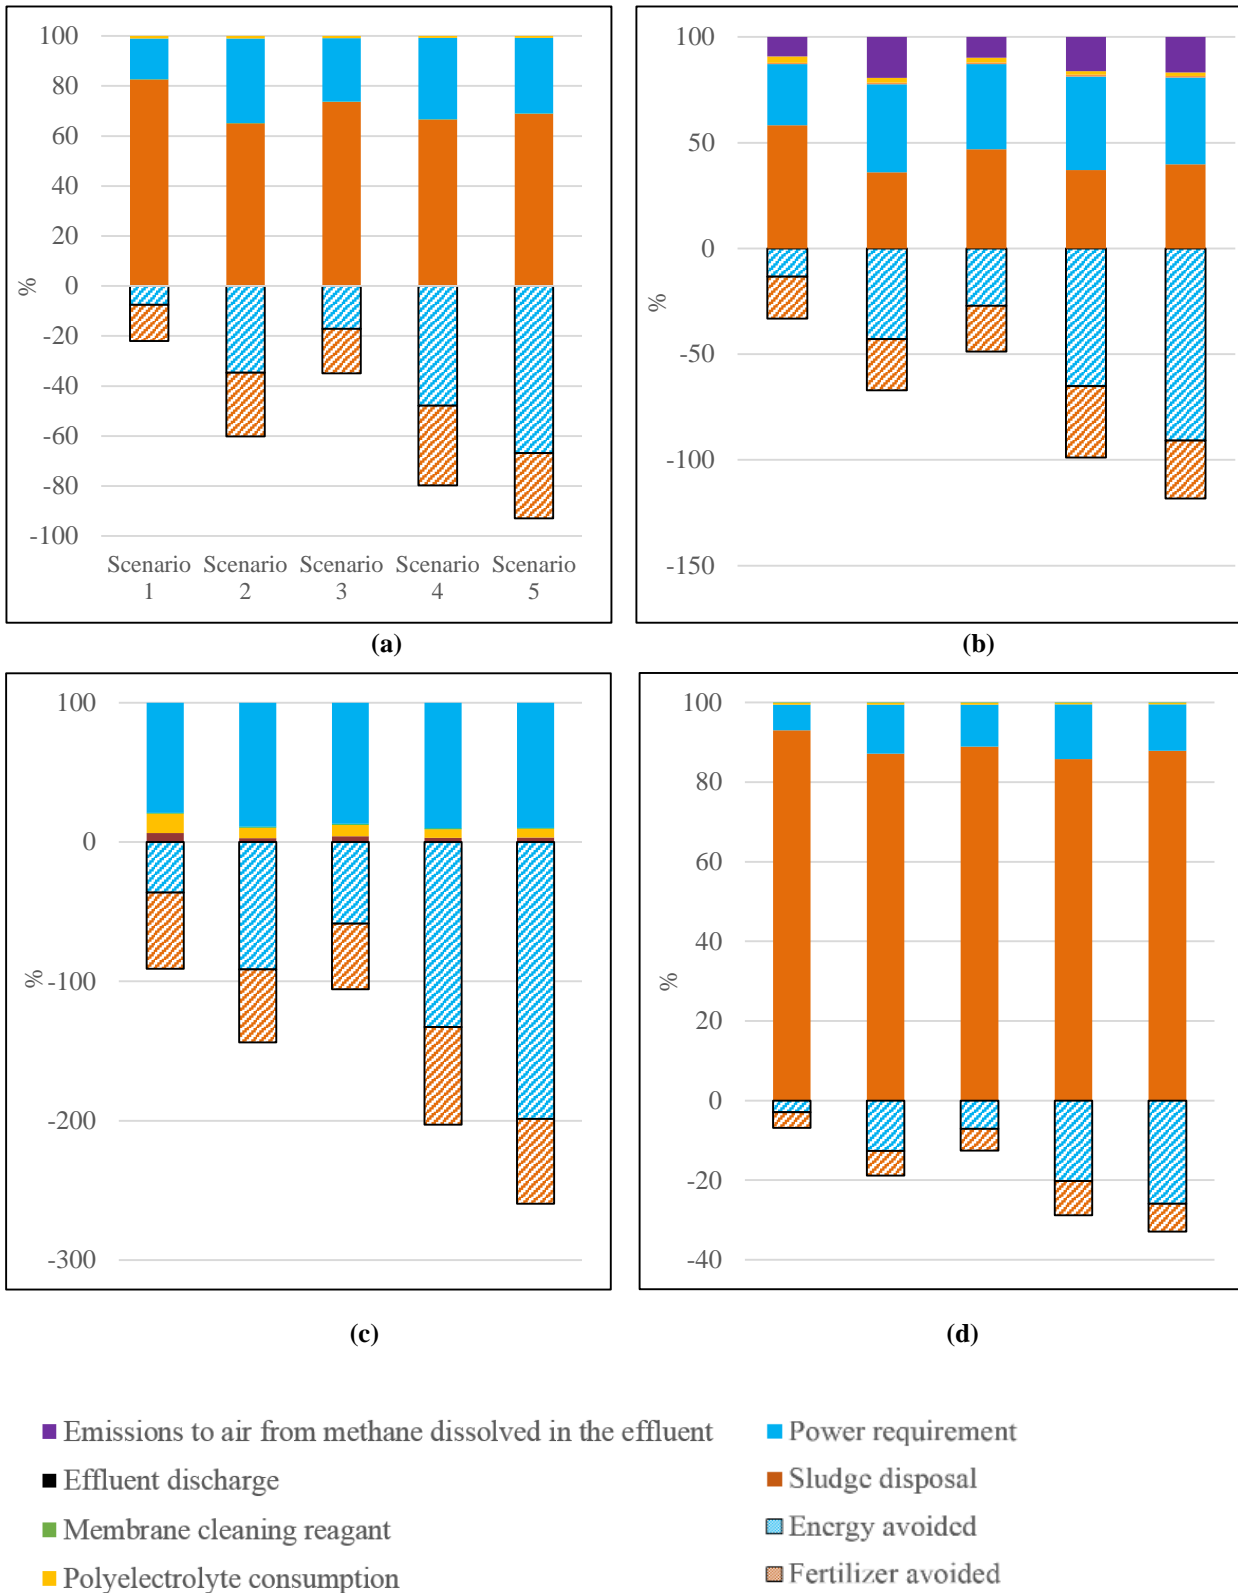 100
80
60
40
20
0
-20
-40
-60
-80
-100
%
Scenario Scenario Scenario Scenario Scenario
1 2 3 4 5
(a)
100
50
0
-50
-100
-150
%
(b)
100
0
-100
-200
-300
%
(c)
100
80
60
40
20
0
-20
-40
%
(d)
Emissions to air from methane dissolved in the effluent
Effluent discharge
Membrane cleaning reagant
Polyelectrolyte consumption
Power requirement
Sludge disposal
Energy avoided
Fertilizer avoided